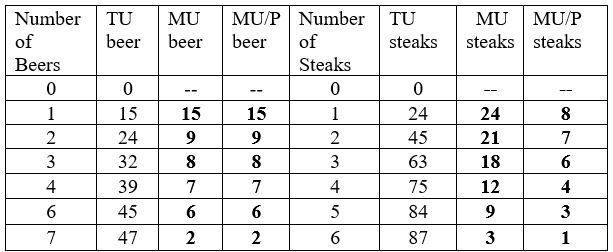 Number of Beers | TU beer | MU beer | MU/P beer | Number of Steaks | TU steaks | MU steaks | MU/P steaks
0 | 0 | -- | -- | 0 | 0 | -- | --
1 | 15 | 15 | 15 | 1 | 24 | 24 | 8
2 | 24 | 9 | 9 | 2 | 45 | 21 | 7
3 | 32 | 8 | 8 | 3 | 63 | 18 | 6
4 | 39 | 7 | 7 | 4 | 75 | 12 | 4
6 | 45 | 6 | 6 | 5 | 84 | 9 | 3
7 | 47 | 2 | 2 | 6 | 87 | 3 | 1